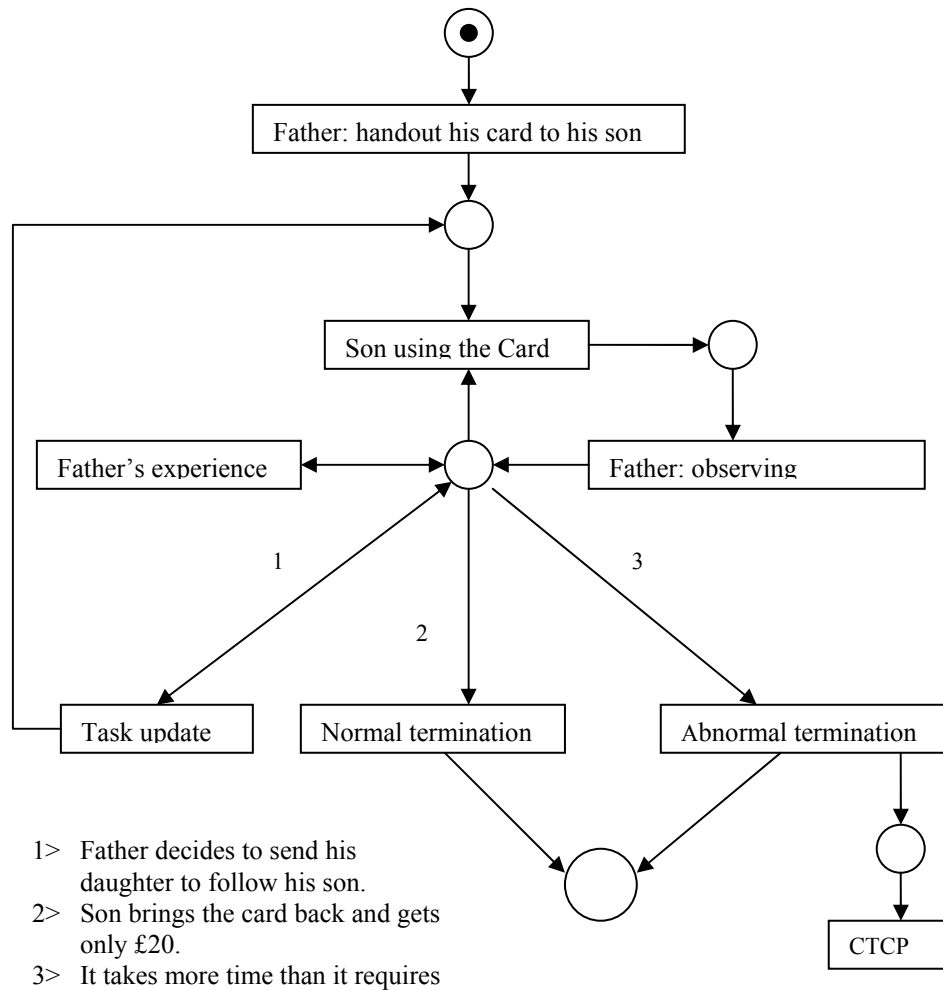 Father: handout his card to his son
Son using the Card
Father's experience
Father: observing
1
3
2
Task update
Normal termination
Abnormal termination
1> Father decides to send his
daughter to follow his son.
2> Son brings the card back and gets
only £20.
3> It takes more time than it requires
CTCP